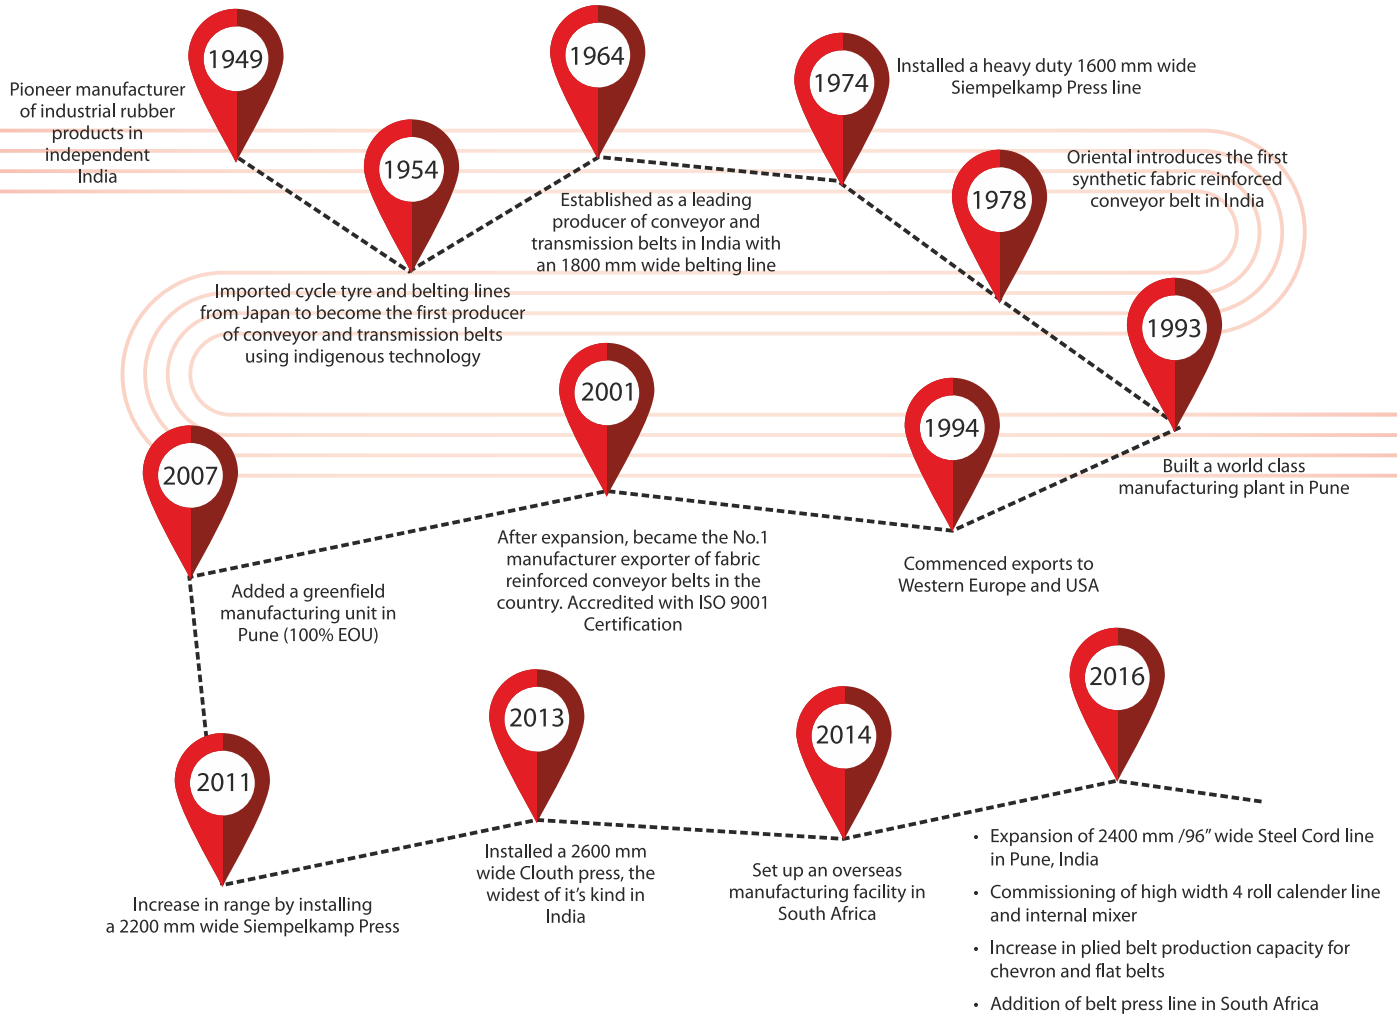 1949
Pioneer manufacturer
of industrial rubber
products in
independent
India
1954
Imported cycle tyre and belting lines
from Japan to become the first producer
of conveyor and transmission belts
using indigenous technology
1964
Established as a leading
producer of conveyor and
transmission belts in India with
an 1800 mm wide belting line
1974
Installed a heavy duty 1600 mm wide
Siempelkamp Press line
1978
Oriental introduces the first
synthetic fabric reinforced
conveyor belt in India
1993
Built a world class
manufacturing plant in Pune
1994
Commenced exports to
Western Europe and USA
2001
After expansion, became the No.1
manufacturer exporter of fabric
reinforced conveyor belts in the
country. Accredited with ISO 9001
Certification
2007
Added a greenfield
manufacturing unit in
Pune (100% EOU)
2011
Increase in range by installing
a 2200 mm wide Siempelkamp Press
2013
Installed a 2600 mm
wide Clouth press, the
widest of it's kind in
India
2014
Set up an overseas
manufacturing facility in
South Africa
2016
• Expansion of 2400 mm /96” wide Steel Cord line
in Pune, India
• Commissioning of high width 4 roll calender line
and internal mixer
• Increase in plied belt production capacity for
chevron and flat belts
• Addition of belt press line in South Africa